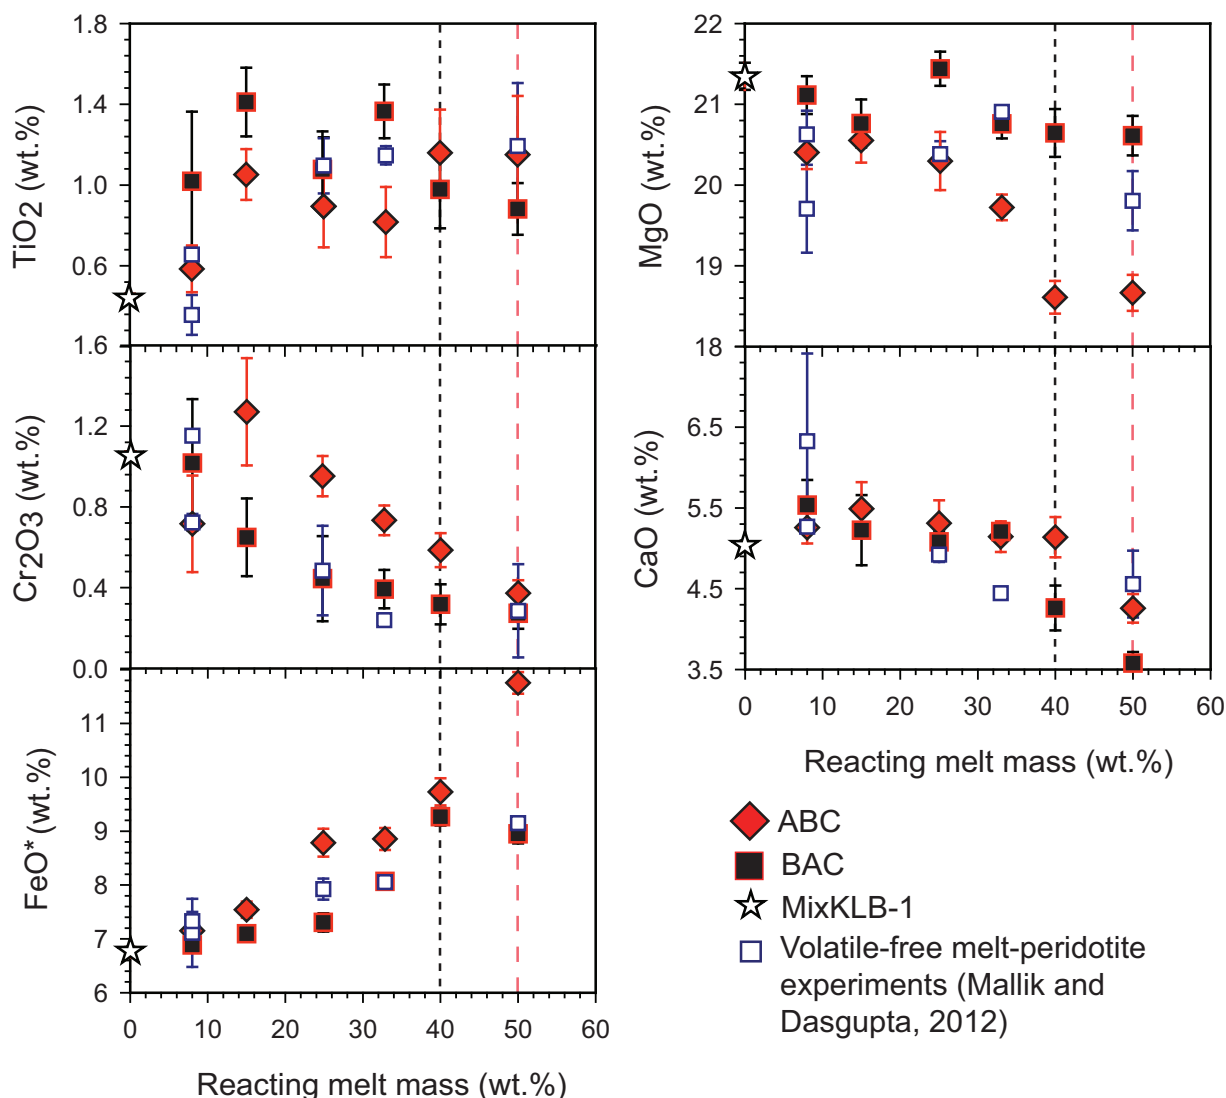 TiO2 (wt.%)
1.8
1.4
1.0
0.6
Cr2O3 (wt.%)
1.6
1.2
0.8
0.4
0.0
FeO* (wt.%)
11
10
9
8
7
6
0 10 20 30 40 50 60
Reacting melt mass (wt.%)
MgO (wt.%)
22
21
20
19
18
CaO (wt.%)
6.5
5.5
4.5
3.5
0 10 20 30 40 50 60
Reacting melt mass (wt.%)
ABC
BAC
MixKLB-1
Volatile-free melt-peridotite
experiments (Mallik and
Dasgupta, 2012)